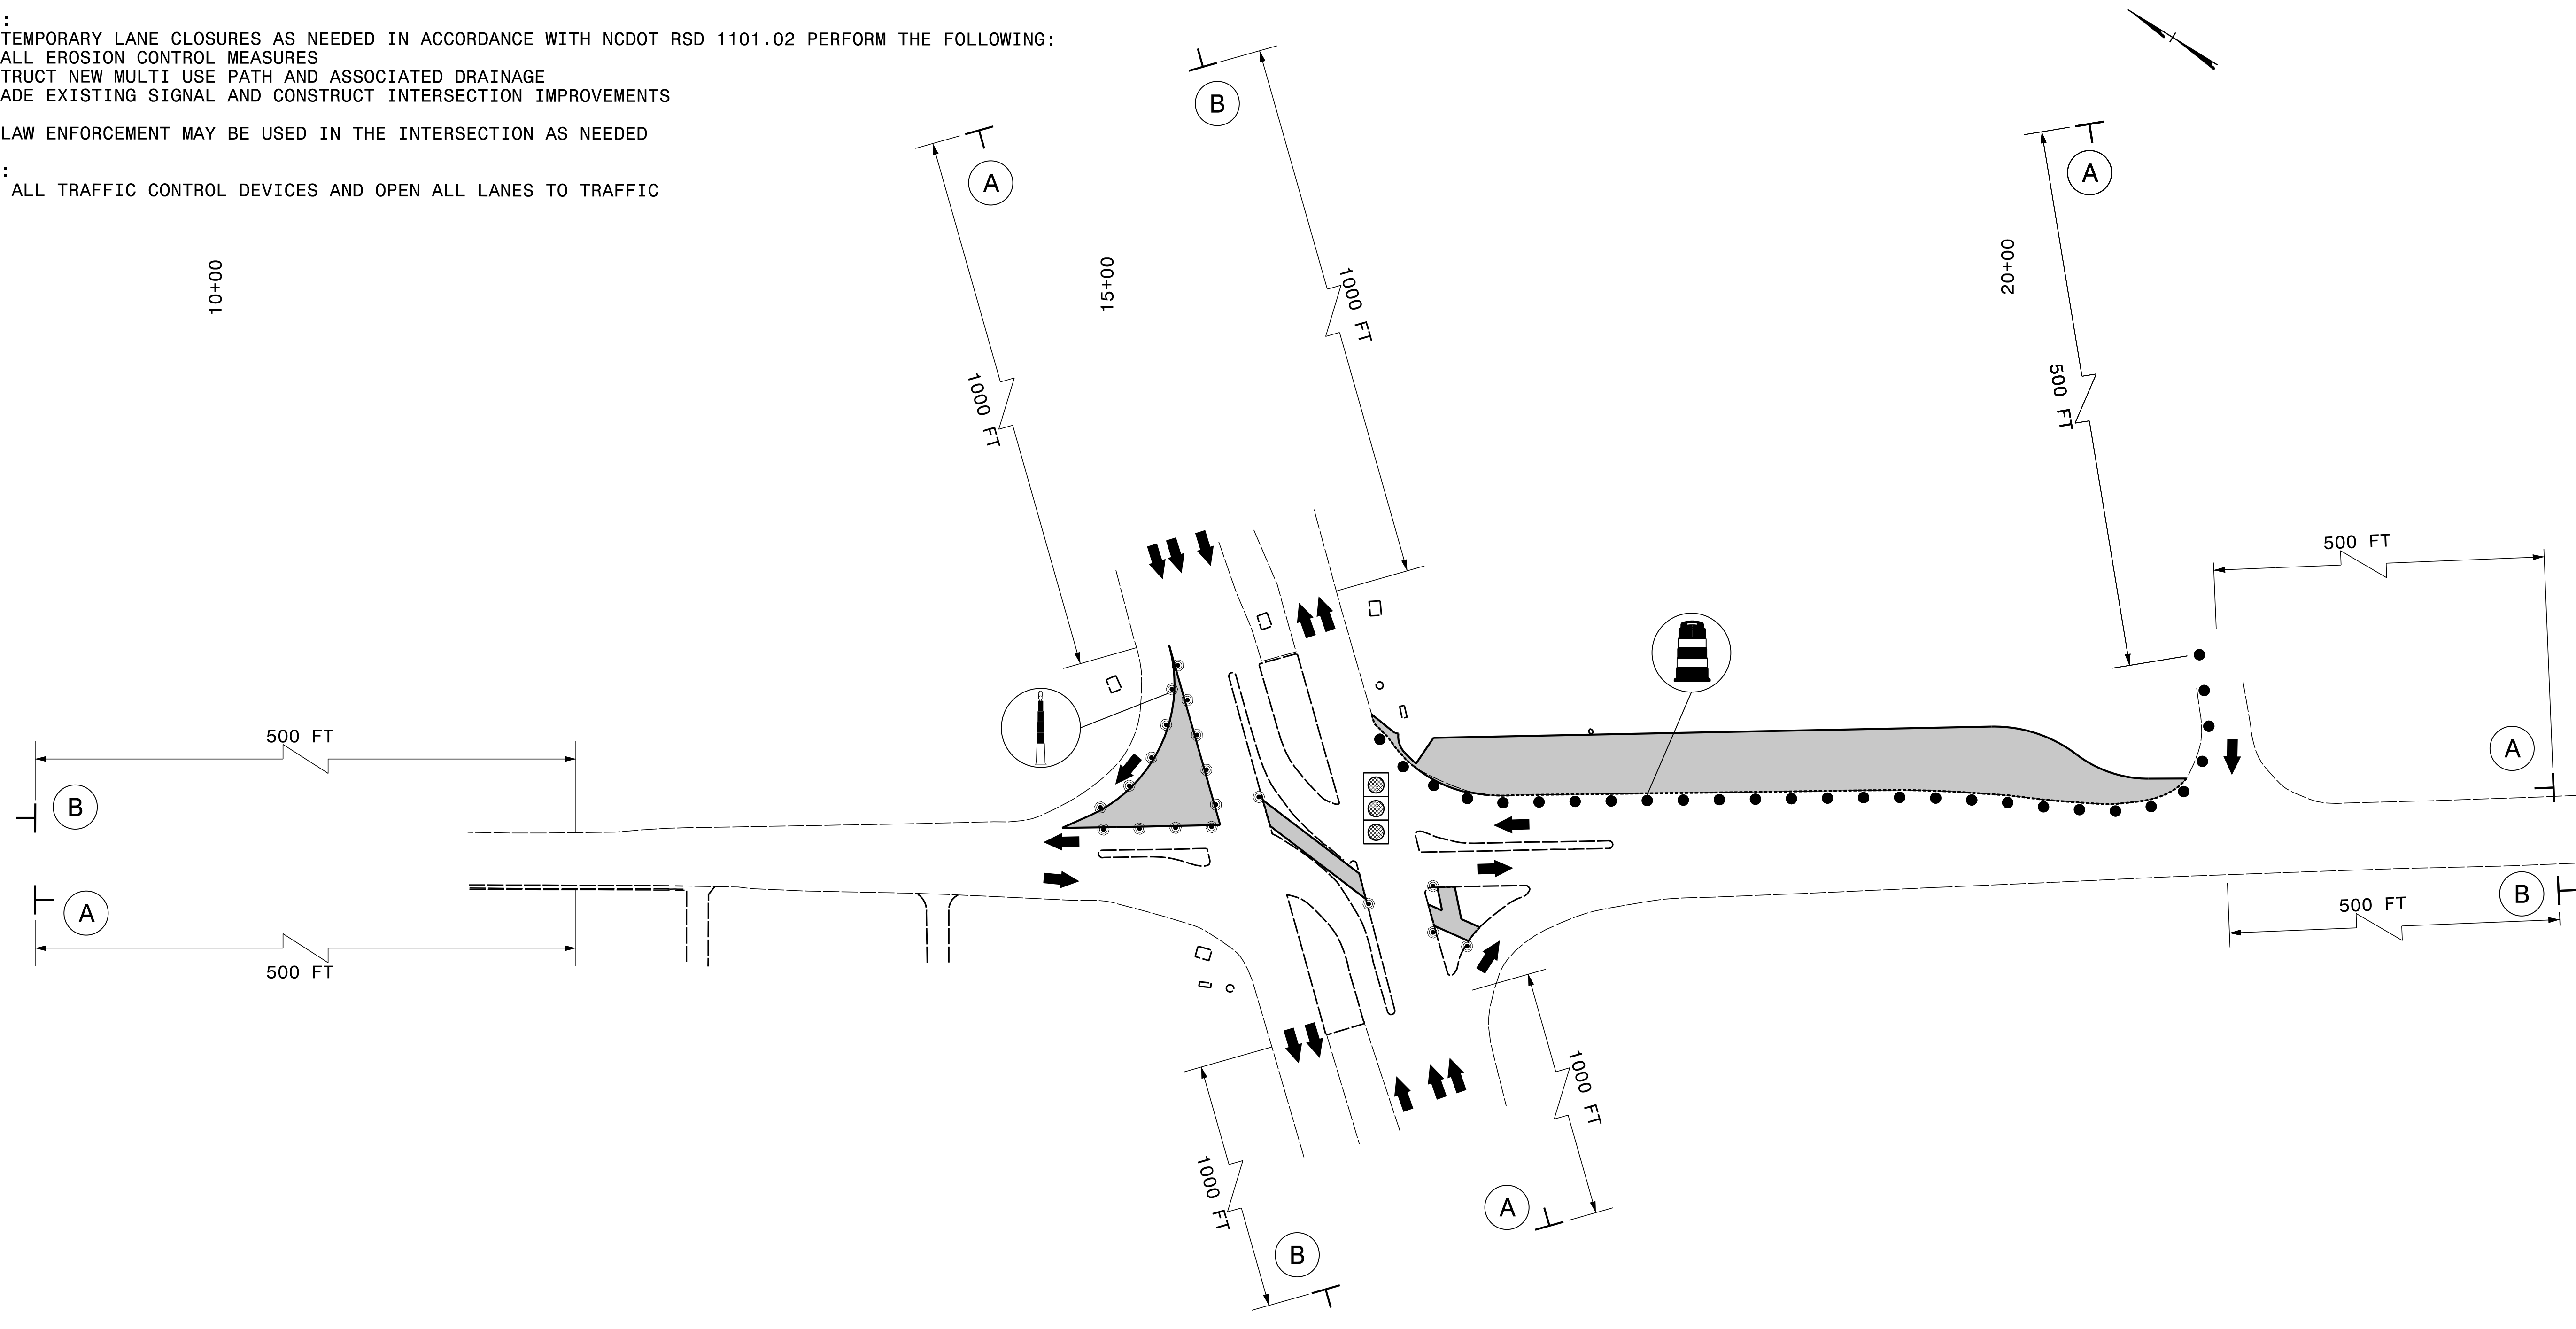 :
TEMPORARY LANE CLOSURES AS NEEDED IN ACCORDANCE WITH NCDOT RSD 1101.02 PERFORM THE FOLLOWING:
ALL EROSION CONTROL MEASURES
TRUCT NEW MULTI USE PATH AND ASSOCIATED DRAINAGE
ADE EXISTING SIGNAL AND CONSTRUCT INTERSECTION IMPROVEMENTS
LAW ENFORCEMENT MAY BE USED IN THE INTERSECTION AS NEEDED
:
ALL TRAFFIC CONTROL DEVICES AND OPEN ALL LANES TO TRAFFIC
B
A
A
10+00
15+00
20+00
1000 FT
1000 FT
500 FT
500 FT
500 FT
B
A
A
B
500 FT
500 FT
1000 FT
1000 FT
A
B